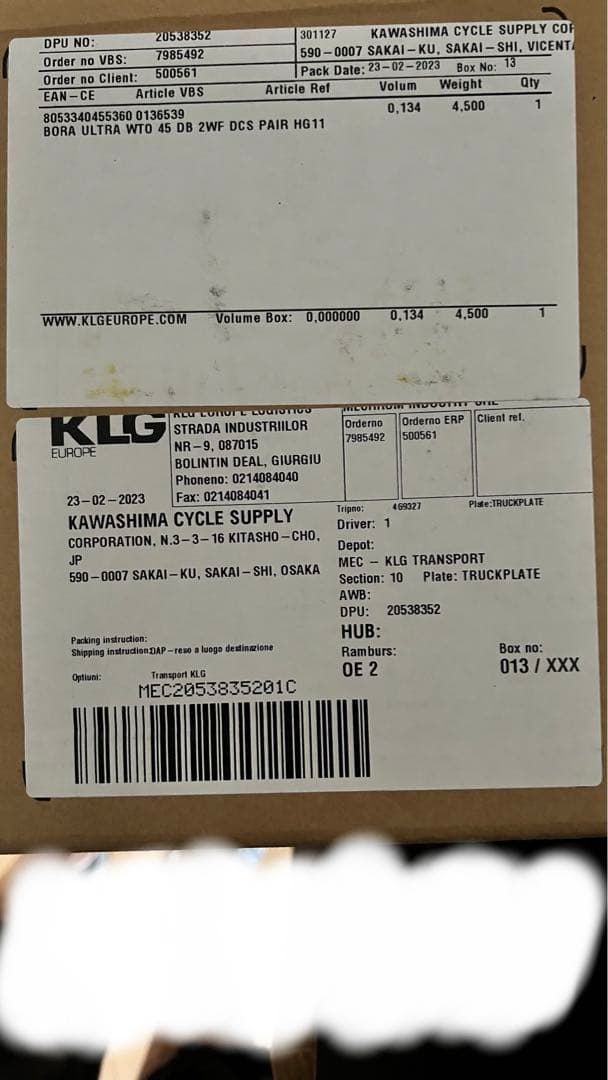 DPU NO: 20538352
Order no VBS: 7985492
Order no Client: 500561
301127 KAWASHIMA CYCLE SUPPLY COR
590-0007 SAKAI-KU, SAKAI-SHI, VICENTA
Pack Date: 23-02-2023 Box No: 13
EAN-CE Article VBS Article Ref Volum Weight Qty
8053340455360 0136539 0,134 4,500 1
BORA ULTRA WTO 45 DB 2WF DCS PAIR HG11
WWW.KLGEUROPE.COM Volume Box: 0,000000 0,134 4,500 1
KLG
EUROPE
23-02-2023
KLG EUROPE LOGISTICS
STRADA INDUSTRIILOR
NR-9, 087015
BOLINTIN DEAL, GIURGIU
Phoneno: 0214084040
Fax: 0214084041
Orderno
7985492
Orderno ERP
500561
Client ref.
KAWASHIMA CYCLE SUPPLY
CORPORATION, N.3-3-16 KITASHO-CHO,
JP
590-0007 SAKAI-KU, SAKAI-SHI, OSAKA
Tripno: 469327 Plate:TRUCKPLATE
Driver: 1
Depot:
MEC - KLG TRANSPORT
Section: 10 Plate: TRUCKPLATE
AWB:
DPU: 20538352
HUB:
Ramburs:
OE 2
Box no:
013 / XXX
Packing instruction:
Shipping instruction:DAP-reso a luogo destinazione
Optiuni: Transport KLG
MEC2053835201C